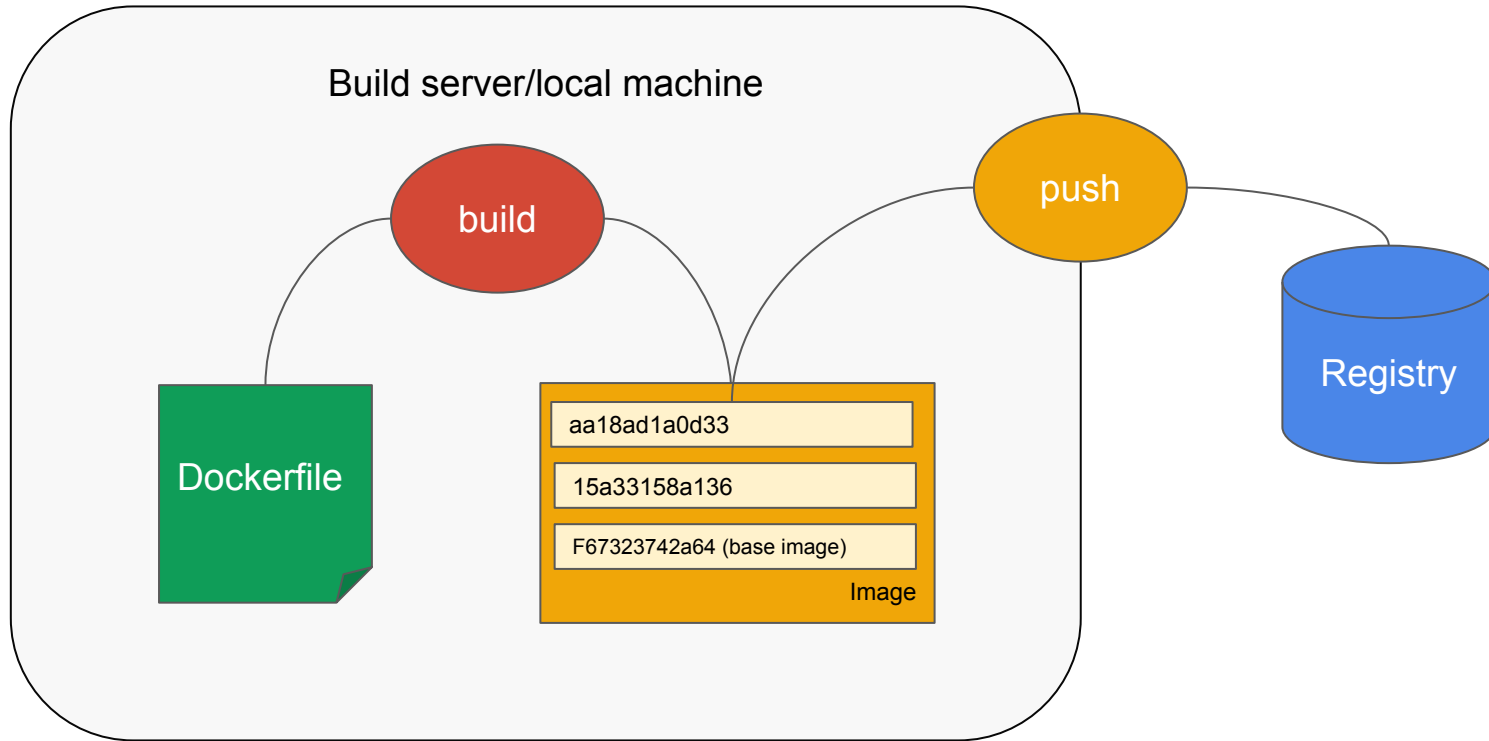 Build server/local machine
build
push
Registry
Dockerfile
aa18ad1a0d33
15a33158a136
F67323742a64 (base image)
Image